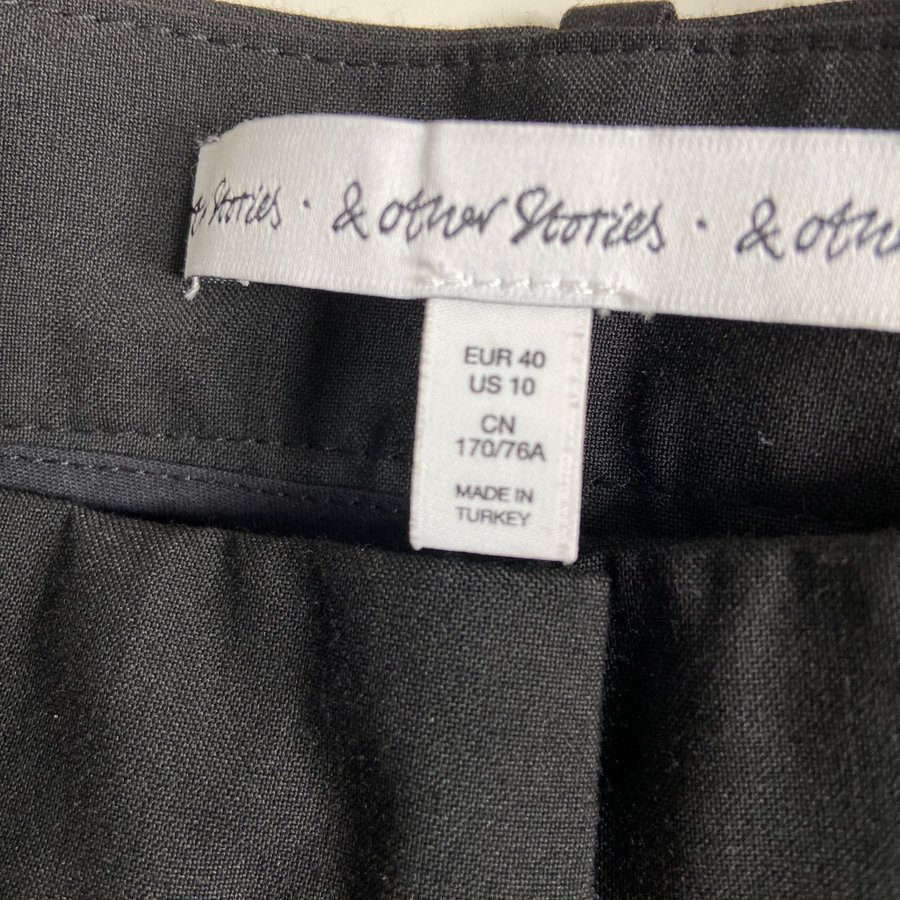 Stories · & other Stories · & oth
EUR 40
US 10
CN
170/76A
MADE IN
TURKEY